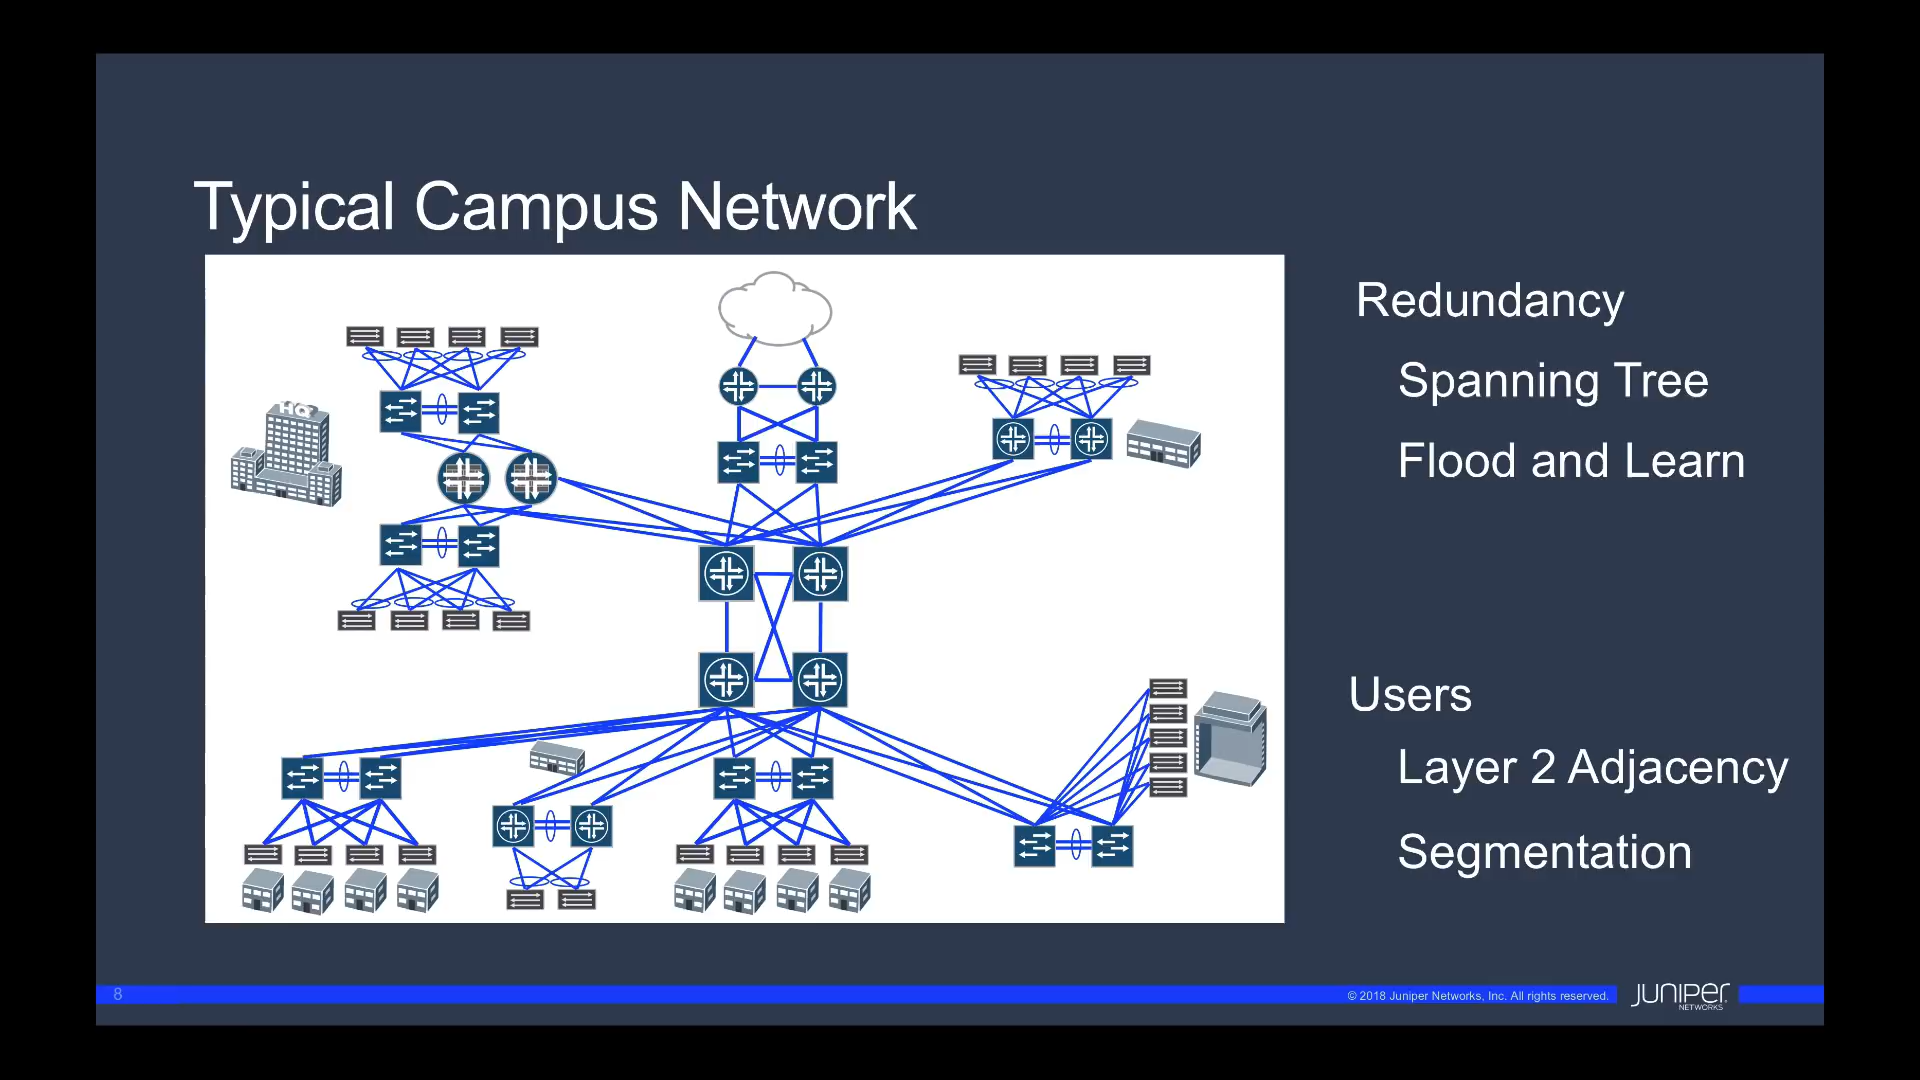 Typical Campus Network
HQ
Redundancy
Spanning Tree
Flood and Learn
Users
Layer 2 Adjacency
Segmentation
8
© 2018 Juniper Networks, Inc. All rights reserved.
JUNIPER
NETWORKS